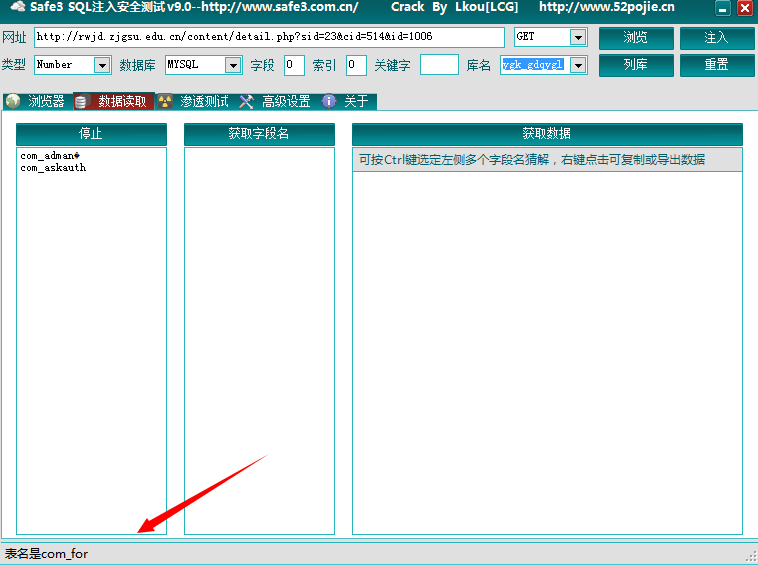 Safe3 SQL注入安全测试 v9.0--http://www.safe3.com.cn/ Crack By Lkou[LCG] http://www.52pojie.cn
网址 http://rwjd.zjgsu.edu.cn/content/detail.php?sid=23&cid=514&id=1006 GET 浏览 注入
类型 Number 数据库 MYSQL 字段 0 索引 0 关键字 库名 列库 重置
浏览器 数据读取 渗透测试 高级设置 关于
停止 获取字段名 获取数据
com_adman�
com_askauth
可按Ctrl键选定左侧多个字段名猜解，右键点击可复制或导出数据
表名是com_for